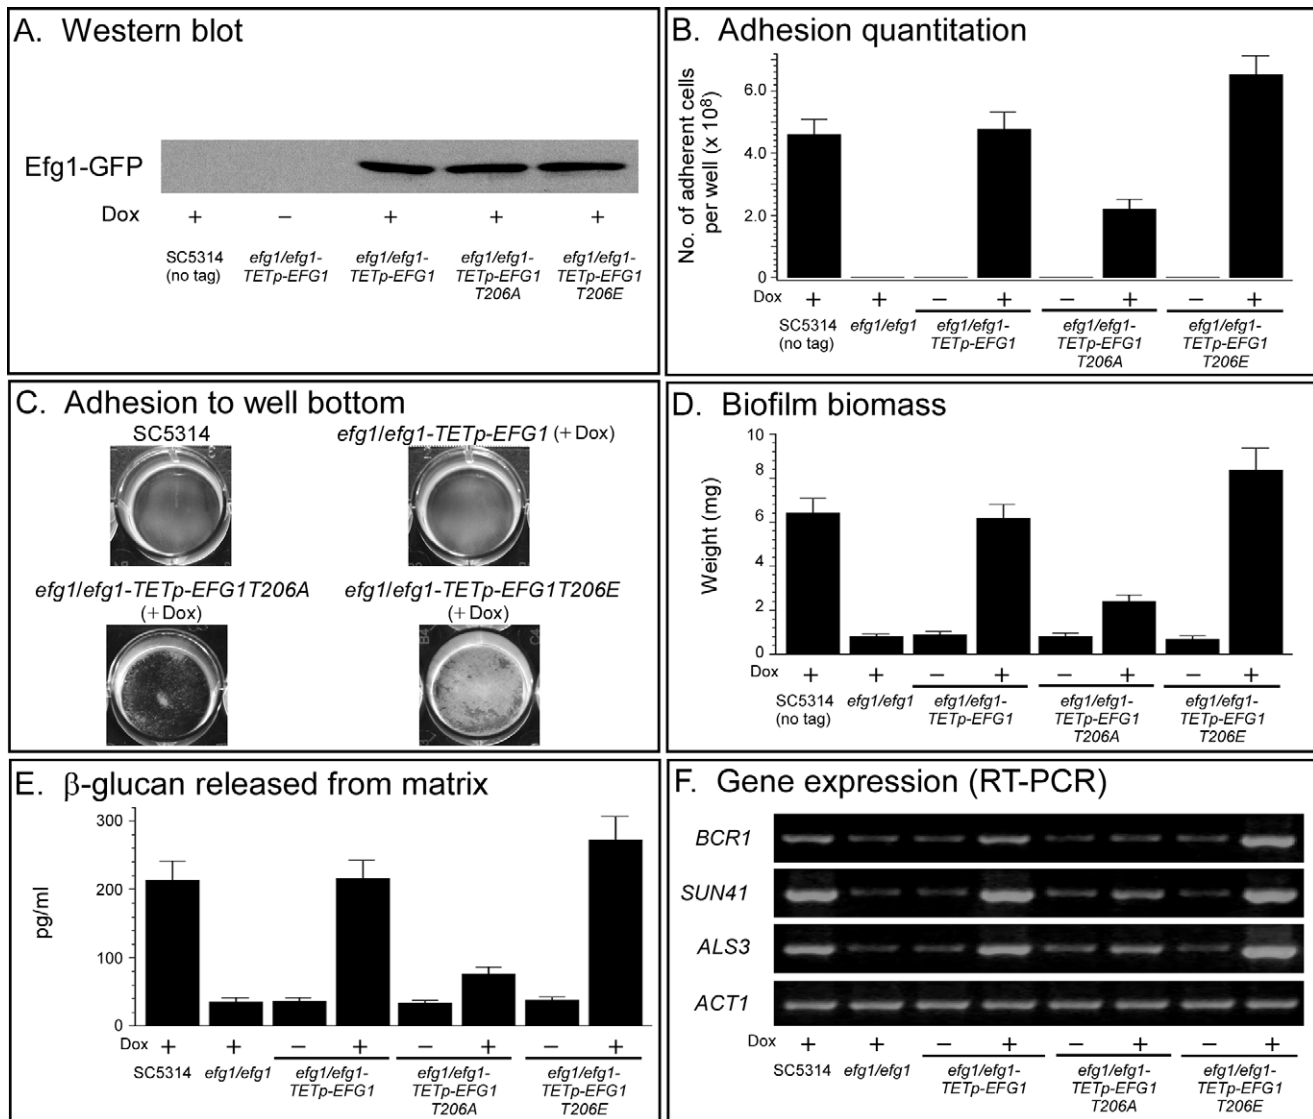 A. Western blot
Efg1-GFP
Dox + − + + +
SC5314 efg1/efg1- efg1/efg1- efg1/efg1- efg1/efg1-
(no tag) TETp-EFG1 TETp-EFG1 TETp-EFG1 TETp-EFG1
T206A T206E
B. Adhesion quantitation
No. of adherent cells
per well (x 10⁸)
6.0
4
2.0
0
Dox + + − + − + − +
SC5314 efg1/efg1 efg1/efg1- efg1/efg1- efg1/efg1-
(no tag) TETp-EFG1 TETp-EFG1 TETp-EFG1
T206A T206E
C. Adhesion to well bottom
SC5314 efg1/efg1-TETp-EFG1 (+Dox)
efg1/efg1-TETp-EFG1T206A efg1/efg1-TETp-EFG1T206E
(+Dox) (+Dox)
B4 C4
D. Biofilm biomass
Weight (mg)
10
8
6
4
2
0
Dox + + − + − + − +
SC5314 efg1/efg1 efg1/efg1- efg1/efg1- efg1/efg1-
(no tag) TETp-EFG1 TETp-EFG1 TETp-EFG1
T206A T206E
E. β-glucan released from matrix
pg/ml
300
200
100
0
Dox + + − + − + − +
SC5314 efg1/efg1 efg1/efg1- efg1/efg1- efg1/efg1-
TETp-EFG1 TETp-EFG1 TETp-EFG1
T206A T206E
F. Gene expression (RT-PCR)
BCR1
SUN41
ALS3
ACT1
Dox + + − + − + − +
SC5314 efg1/efg1 efg1/efg1- efg1/efg1- efg1/efg1-
TETp-EFG1 TETp-EFG1 TETp-EFG1
T206A T206E